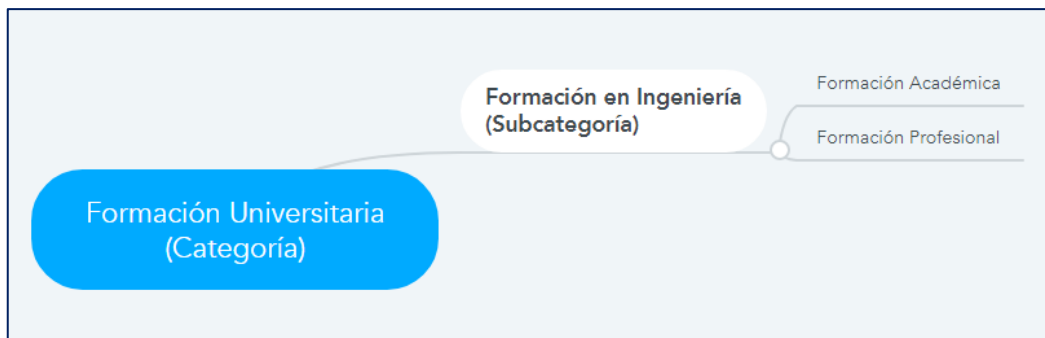 Formación Universitaria
(Categoría)
Formación en Ingeniería
(Subcategoría)
Formación Académica
Formación Profesional